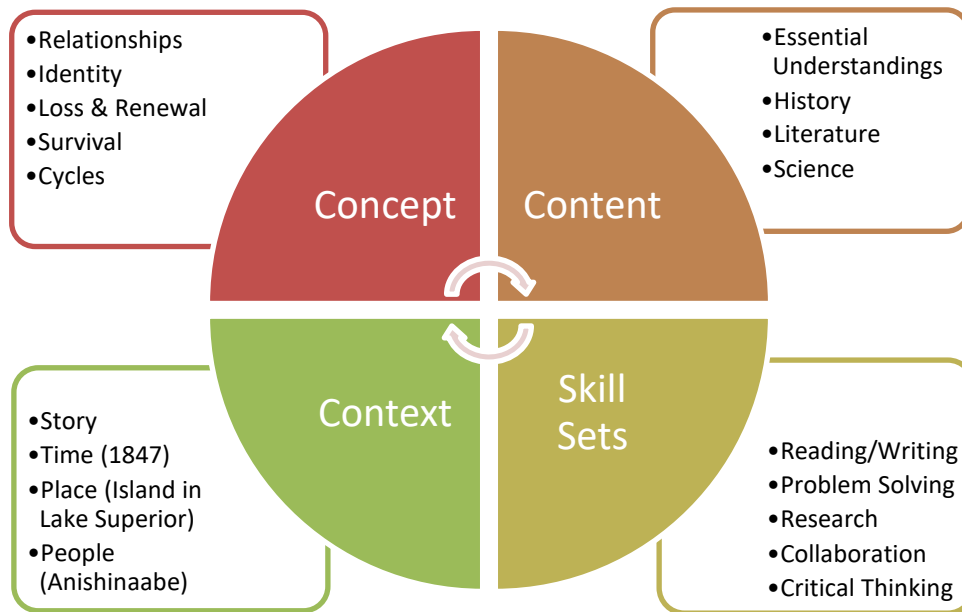 •Relationships
•Identity
•Loss & Renewal
•Survival
•Cycles
Concept
Content
•Essential
Understandings
•History
•Literature
•Science
•Story
•Time (1847)
•Place (Island in
Lake Superior)
•People
(Anishinaabe)
Context
Skill
Sets
•Reading/Writing
•Problem Solving
•Research
•Collaboration
•Critical Thinking